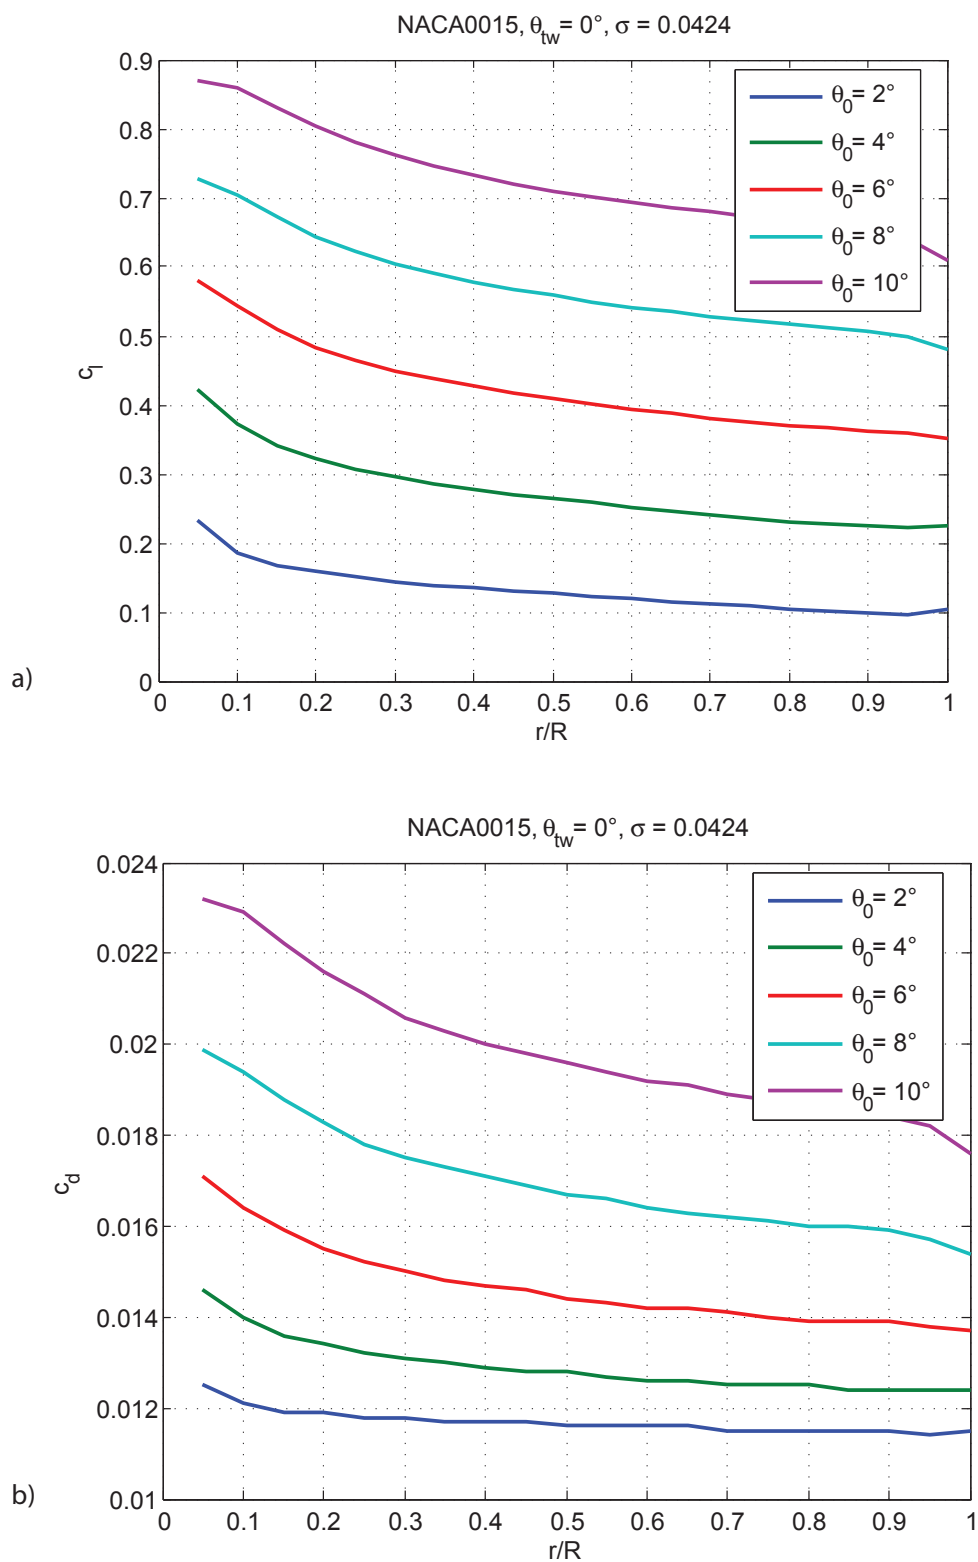 NACA0015, θtw= 0°, σ = 0.0424
0.9
0.8
0.7
0.6
0.5
0.4
0.3
0.2
0.1
0
cl
θ0= 2°
θ0= 4°
θ0= 6°
θ0= 8°
θ0= 10°
a)
0 0.1 0.2 0.3 0.4 0.5 0.6 0.7 0.8 0.9 1
r/R
NACA0015, θtw= 0°, σ = 0.0424
0.024
0.022
0.02
0.018
0.016
0.014
0.012
0.01
cd
θ0= 2°
θ0= 4°
θ0= 6°
θ0= 8°
θ0= 10°
b)
0 0.1 0.2 0.3 0.4 0.5 0.6 0.7 0.8 0.9 1
r/R